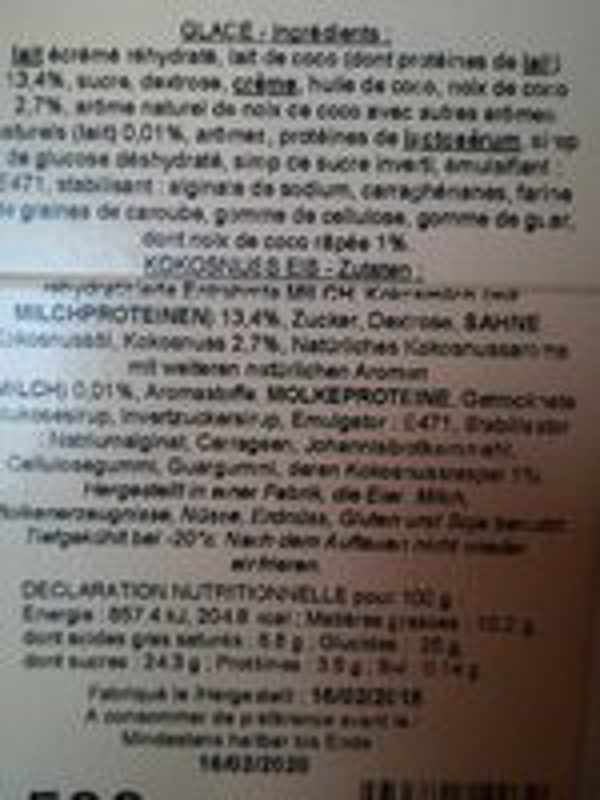 GLACE - Ingrédients :
lait écrémé réhydraté, lait de coco (dont protéines de lait)
13,4%, sucre, dextrose, crème, huile de coco, noix de coco
2,7%, arôme naturel de noix de coco avec autres arômes
naturels (lait) 0,01%, arômes, protéines de lactosérum, sirop
de glucose déshydraté, sirop de sucre inverti, émulsifiant
E471, stabilisant : alginate de sodium, carraghénanes, farine
de graines de caroube, gomme de cellulose, gomme de guar,
dont noix de coco râpée 1%.
KOKOSNUSS EIS - Zutaten :
MILCH, Kokosmilch
MILCHPROTEINEN) 13,4%, Zucker, Dextrose, SAHNE
Kokosnussöl, Kokosnuss 2,7%, Natürliches Kokosnussaroma
mit weiteren natürlichen Aromen
(MILCH) 0,01%, Aromastoffe, MOLKEPROTEINE, Getrocknete
Glukosesirup, Invertzuckersirup, Emulgator : E471, Stabilisator
: Natriumalginat, Carrageen, Johannisbrotkernmehl,
Cellulosegummi, Guargummi, deren Kokosnussraspel 1%.
Hergestellt in einer Fabrik, die Eier, Milch,
Nüsse, Erdnüss, Gluten und Soja benutzt.
Tiefgekühlt bei -20°c. Nach dem Auftauen nicht wieder
einfrieren
DECLARATION NUTRITIONNELLE pour 100 g
Energie : 857,4 kJ, 204,8 kcal ; Matières grasses : 10,2 g
dont acides gras saturés : 8.8 g ; Glucides : 25 g
dont sucres : 24,3 g ; Protéines : 3,8 g ; Sel : 0,14 g
Fabriqué le /Hergestellt : 16/02/2018
A consommer de préférence avant le :
Mindestens haltbar bis Ende
16/02/2020